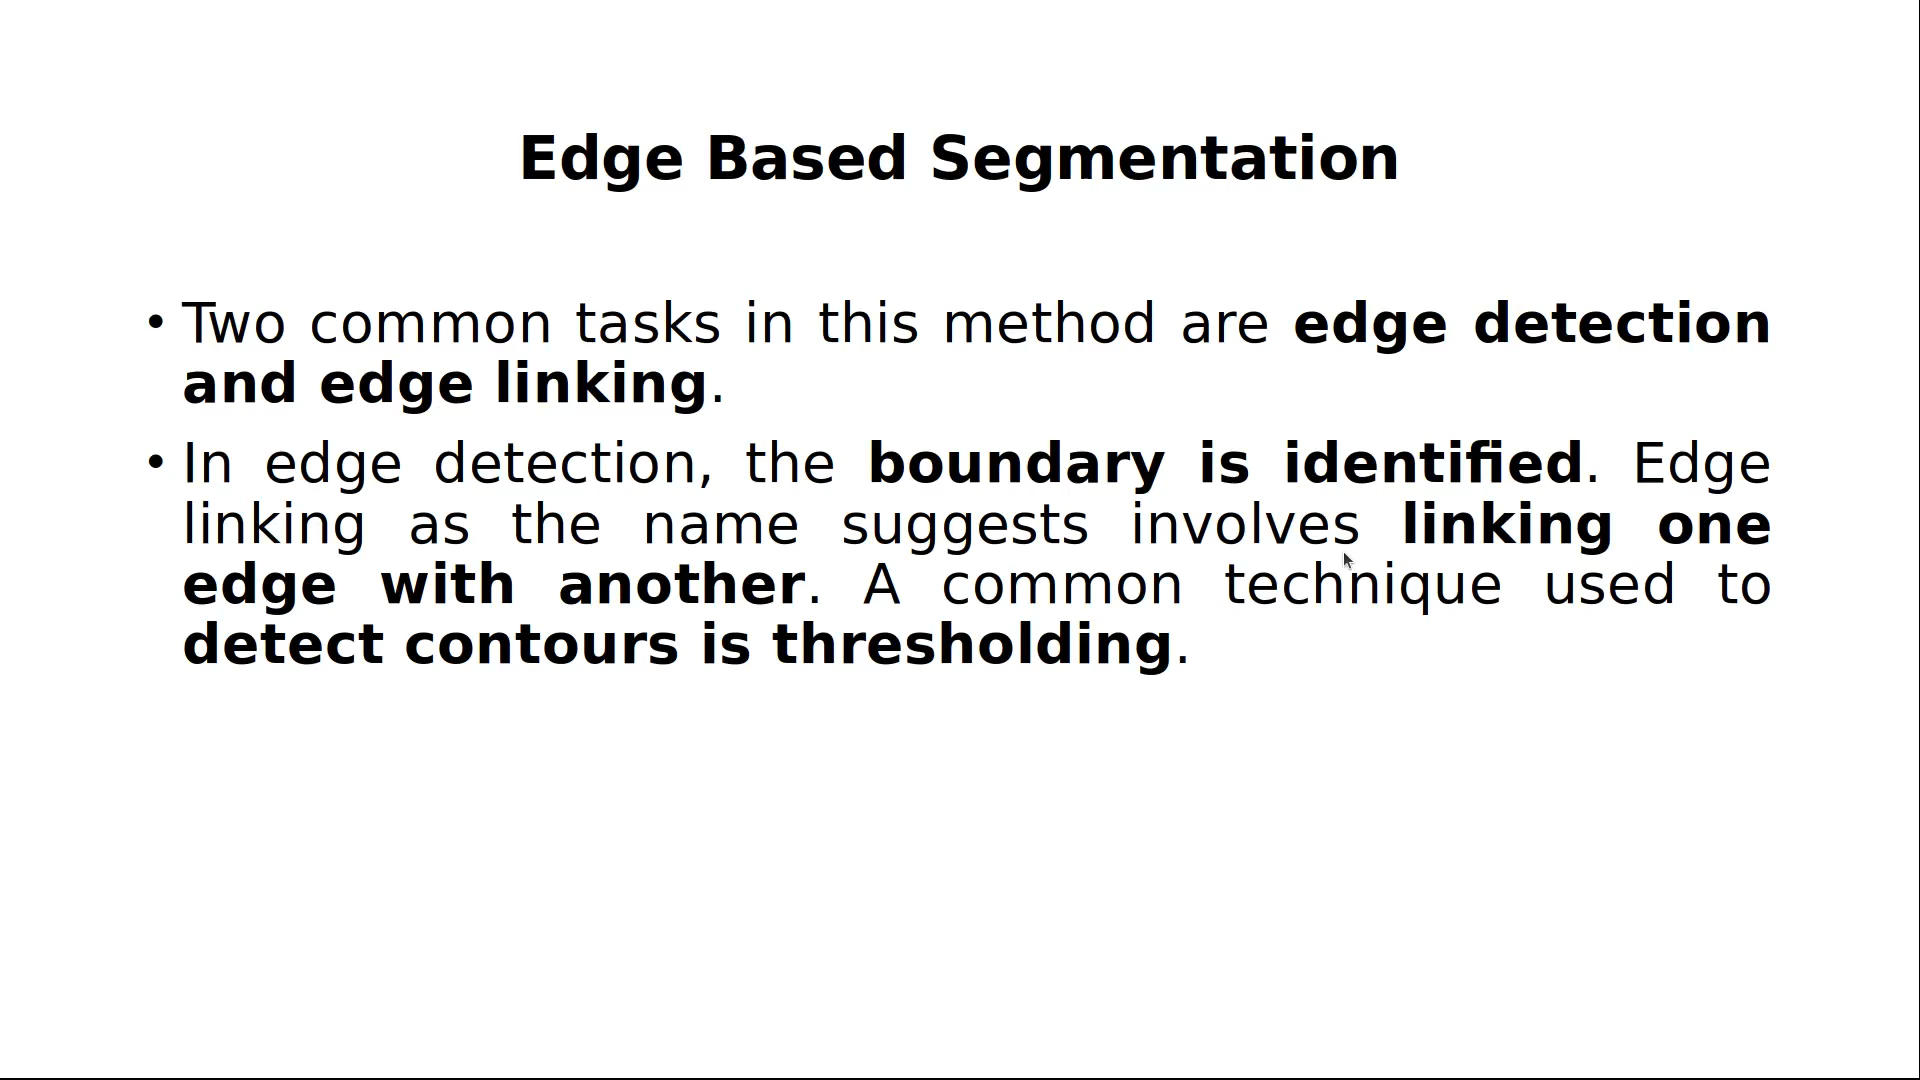 Edge Based Segmentation
• Two common tasks in this method are edge detection
and edge linking.
• In edge detection, the boundary is identified. Edge
linking as the name suggests involves linking one
edge with another. A common technique used to
detect contours is thresholding.